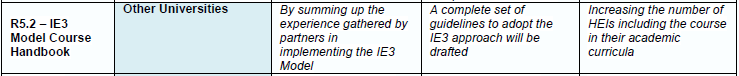 R5.2 – IE3
Model Course
Handbook
Other Universities
By summing up the
experience gathered by
partners in
implementing the IE3
Model
A complete set of
guidelines to adopt the
IE3 approach will be
drafted
Increasing the number of
HEIs including the course
in their academic
curricula